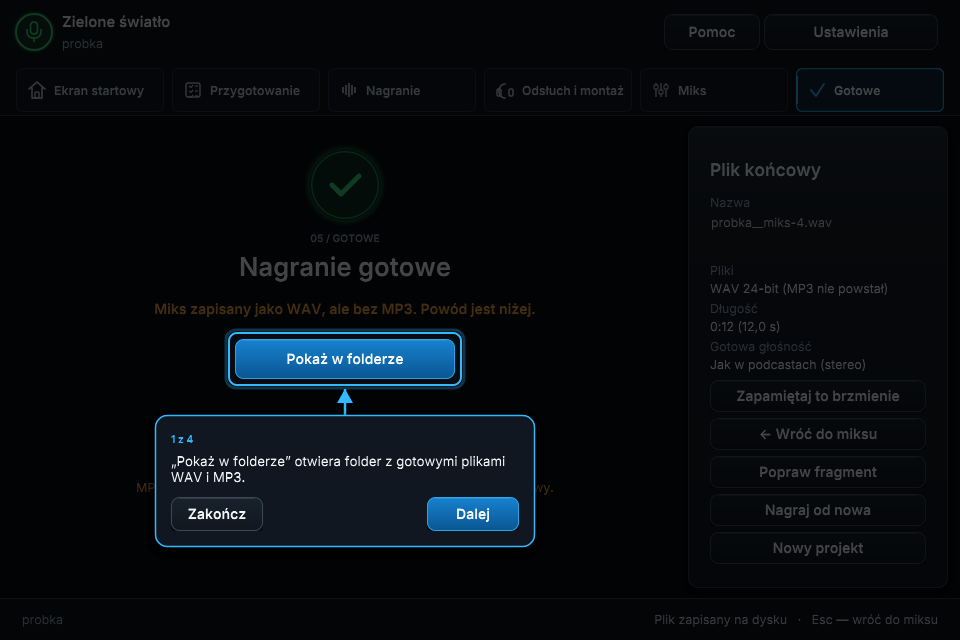 Zielone światło
probka
Pomoc
Ustawienia
Ekran startowy
Przygotowanie
Nagranie
Odsłuch i montaż
Miks
Gotowe
05 / GOTOWE
Nagranie gotowe
Miks zapisany jako WAV, ale bez MP3. Powód jest niżej.
Pokaż w folderze
1 z 4
„Pokaż w folderze” otwiera folder z gotowymi plikami
WAV i MP3.
Zakończ
Dalej
Plik końcowy
Nazwa
probka__miks-4.wav
Pliki
WAV 24-bit (MP3 nie powstał)
Długość
0:12 (12,0 s)
Gotowa głośność
Jak w podcastach (stereo)
Zapamiętaj to brzmienie
← Wróć do miksu
Popraw fragment
Nagraj od nowa
Nowy projekt
probka
Plik zapisany na dysku · Esc — wróć do miksu